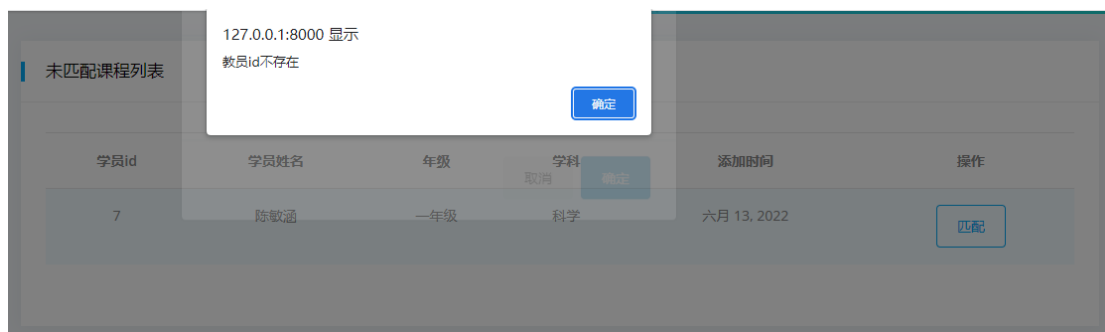 127.0.0.1:8000 显示
教员id不存在
确定
未匹配课程列表
学员id 学员姓名 年级 学科 添加时间 操作
取消 确定
7 陈敏涵 一年级 科学 六月 13, 2022 匹配